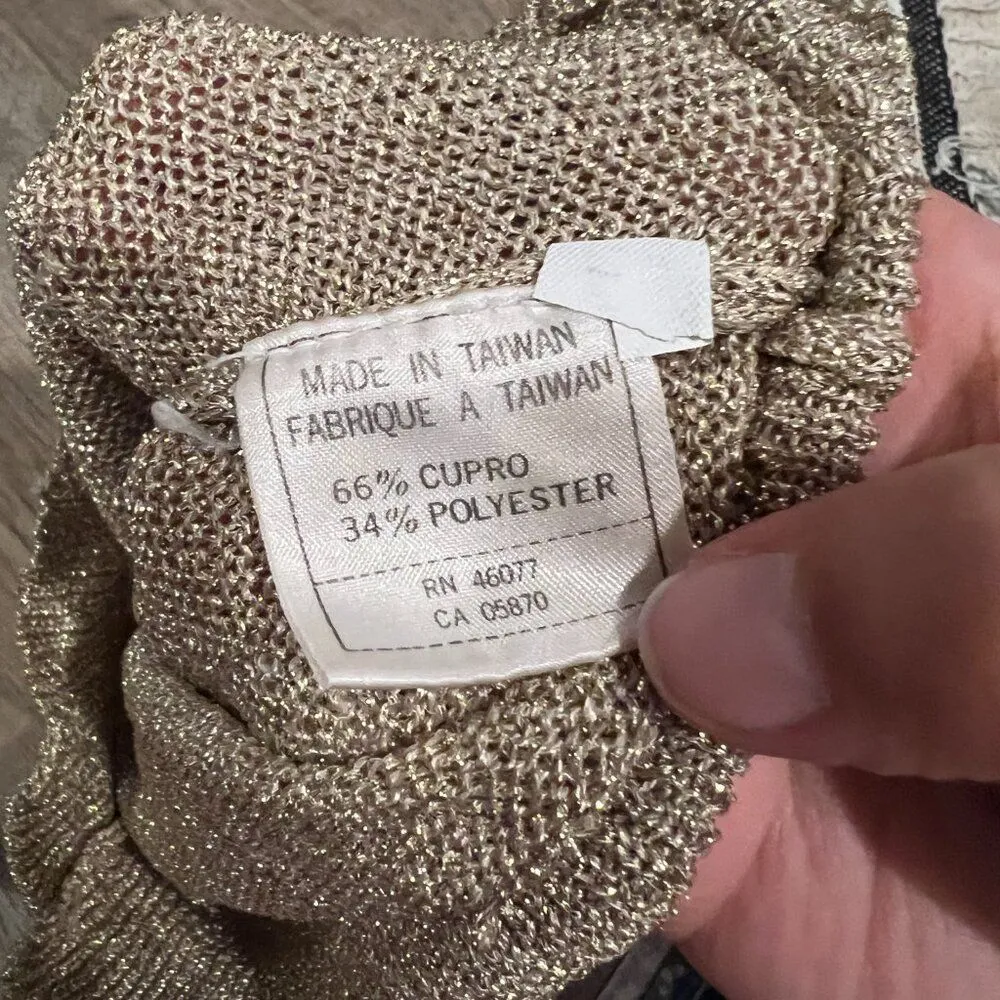 MADE IN TAIWAN
FABRIQUE A TAIWAN
66% CUPRO
34% POLYESTER
RN 46077
CA 05870